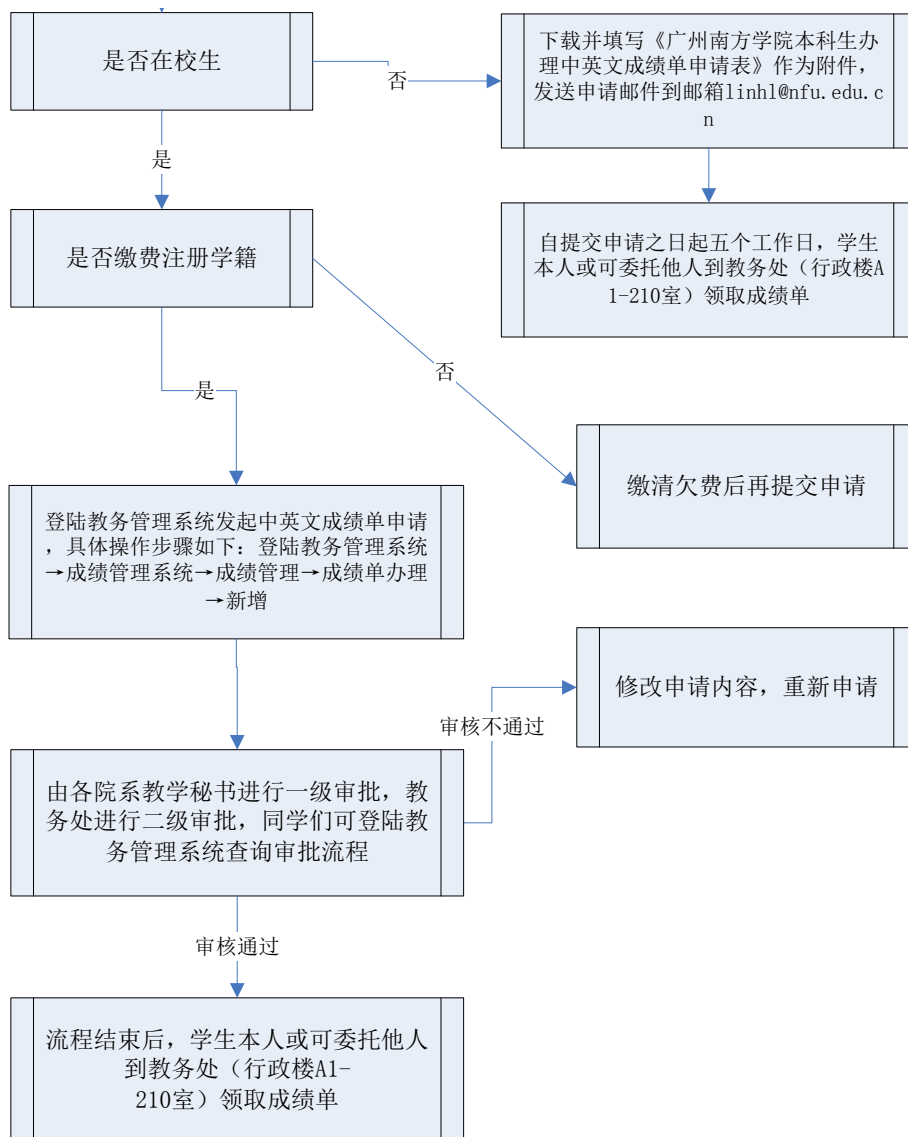 是否在校生
否
下载并填写《广州南方学院本科生办
理中英文成绩单申请表》作为附件，
发送申请邮件到邮箱linhl@nfu.edu.c
n
是
是否缴费注册学籍
自提交申请之日起五个工作日，学生
本人或可委托他人到教务处（行政楼A
1-210室）领取成绩单
是
否
缴清欠费后再提交申请
登陆教务管理系统发起中英文成绩单申请
，具体操作步骤如下：登陆教务管理系统
→成绩管理系统→成绩管理→成绩单办理
→新增
修改申请内容，重新申请
审核不通过
由各院系教学秘书进行一级审批，教
务处进行二级审批，同学们可登陆教
务管理系统查询审批流程
审核通过
流程结束后，学生本人或可委托他人
到教务处（行政楼A1-
210室）领取成绩单